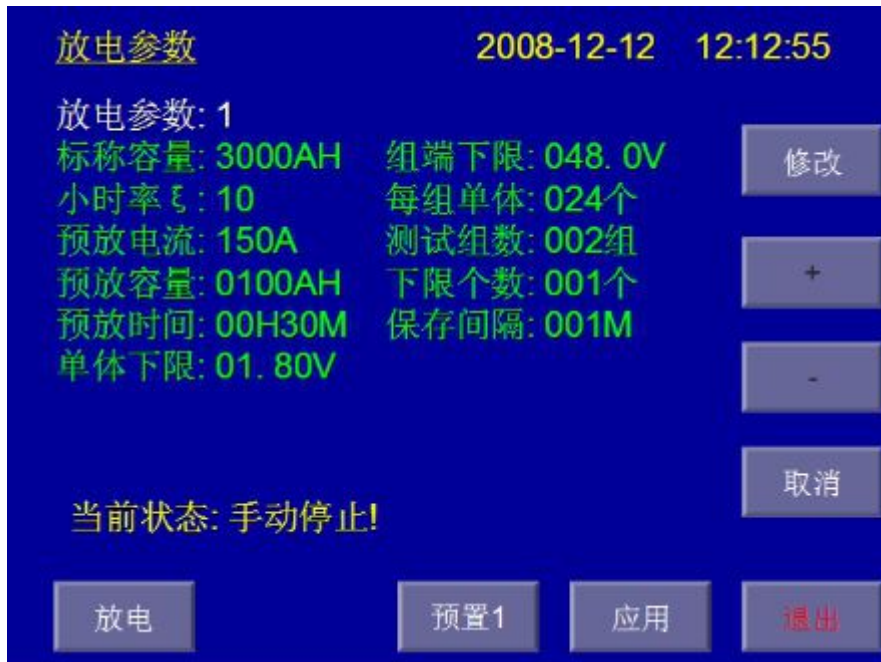 放电参数 2008-12-12 12:12:55
放电参数: 1
标称容量: 3000AH 组端下限: 048. 0V
小时率ξ: 10 每组单体: 024个
预放电流: 150A 测试组数: 002组
预放容量: 0100AH 下限个数: 001个
预放时间: 00H30M 保存间隔: 001M
单体下限: 01. 80V
修改
+
-
取消
当前状态: 手动停止!
放电 预置1 应用 退出